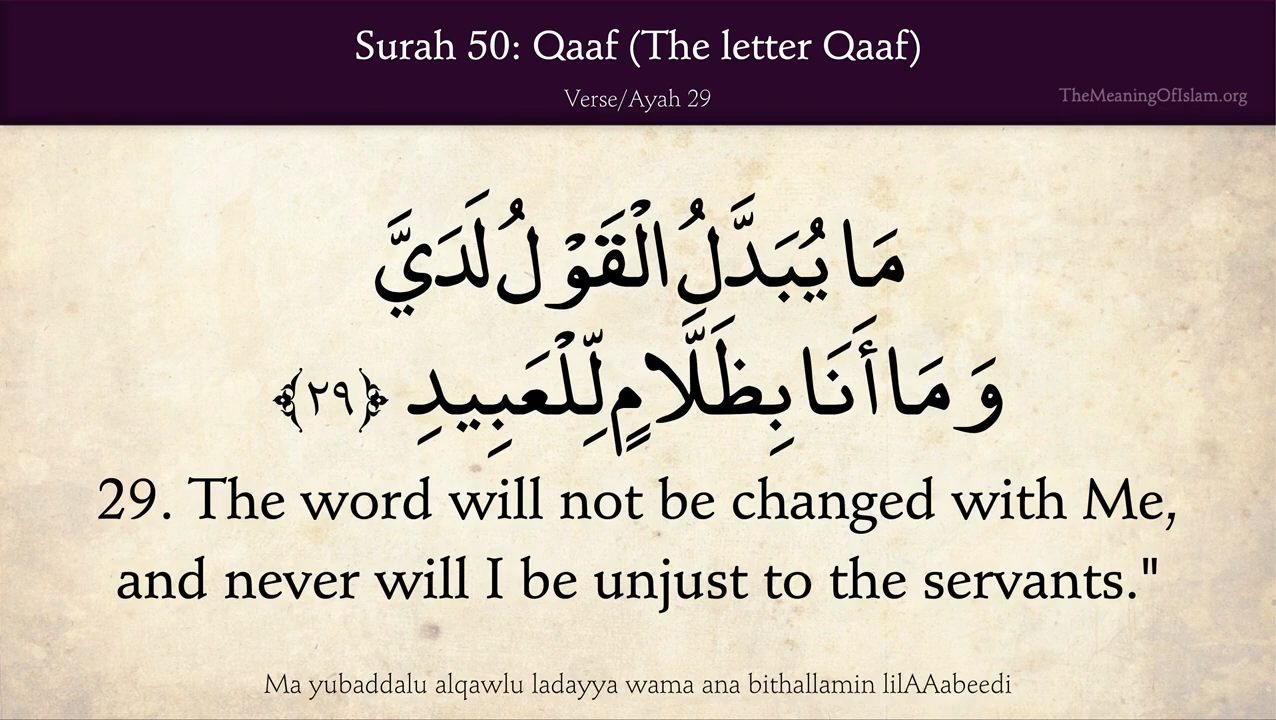 Surah 50: Qaaf (The letter Qaaf)
Verse/Ayah 29
TheMeaningOfIslam.org
مَا يُبَدَّلُ الْقَوْلُ لَدَيَّ
وَمَا أَنَا بِظَلَّامٍ لِّلْعَبِيدِ ﴿٢٩﴾
29. The word will not be changed with Me,
and never will I be unjust to the servants."
Ma yubaddalu alqawlu ladayya wama ana bithallamin lilAAabeedi